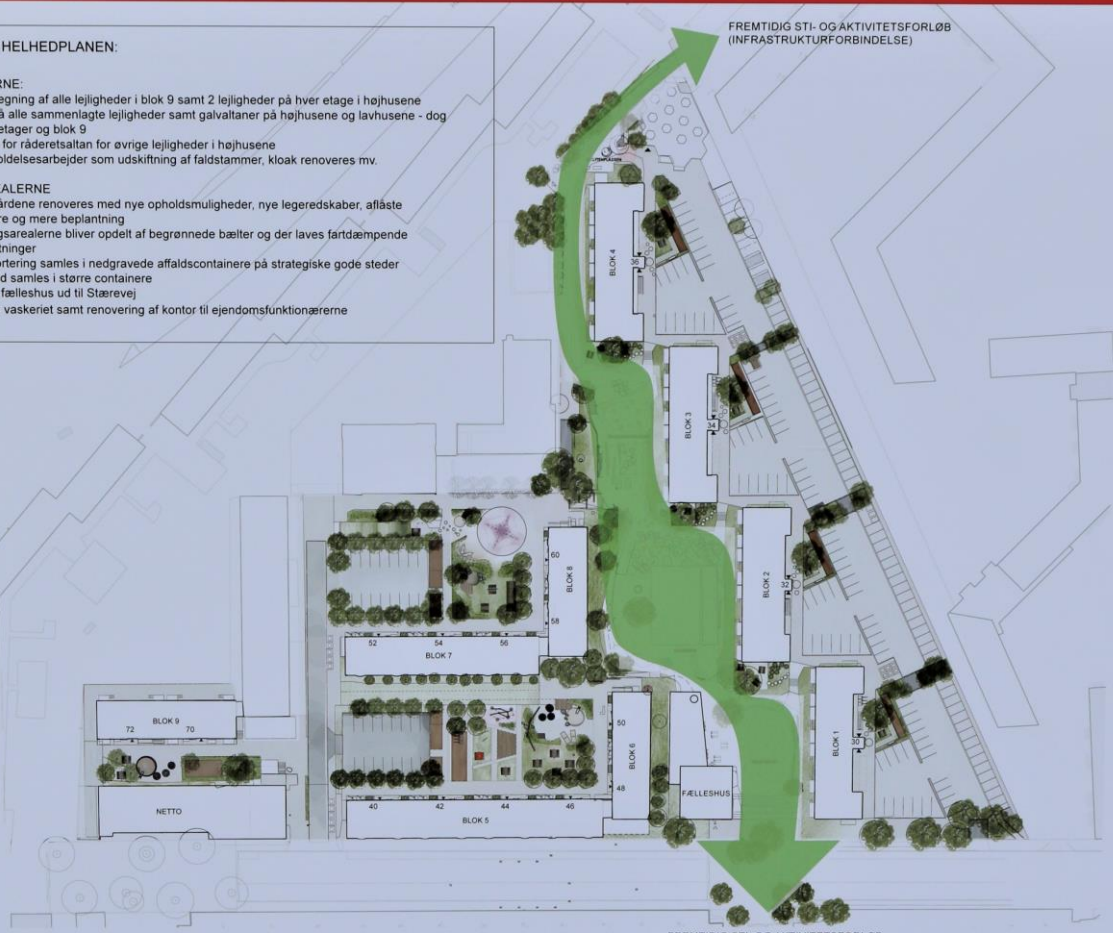 HELHEDPLANEN:
RNE:
egning af alle lejligheder i blok 9 samt 2 lejligheder på hver etage i højhusene
å alle sammenlagte lejligheder samt galvaltaner på højhusene og lavhusene - dog
etager og blok 9
for råderetsaltan for øvrige lejligheder i højhusene
oldelsesarbejder som udskiftning af faldstammer, kloak renoveres mv.
ALERNE
årdene renoveres med nye opholdsmuligheder, nye legeredskaber, aflåste
re og mere beplantning
gsarealerne bliver opdelt af begrønnede bælter og der laves fartdæmpende
tninger
ortering samles i nedgravede affaldscontainere på strategiske gode steder
d samles i større containere
fælleshus ud til Stærevej
vaskeriet samt renovering af kontor til ejendomsfunktionærerne
FREMTIDIG STI- OG AKTIVITETSFORLØB
(INFRASTRUKTURFORBINDELSE)
BLOK 4
36
BLOK 3
34
BLOK 2
32
BLOK 1
30
60
BLOK 8
58
52 54 56
BLOK 7
BLOK 9
72 70
NETTO
50
BLOK 6
48
FÆLLESHUS
40 42 44 46
BLOK 5